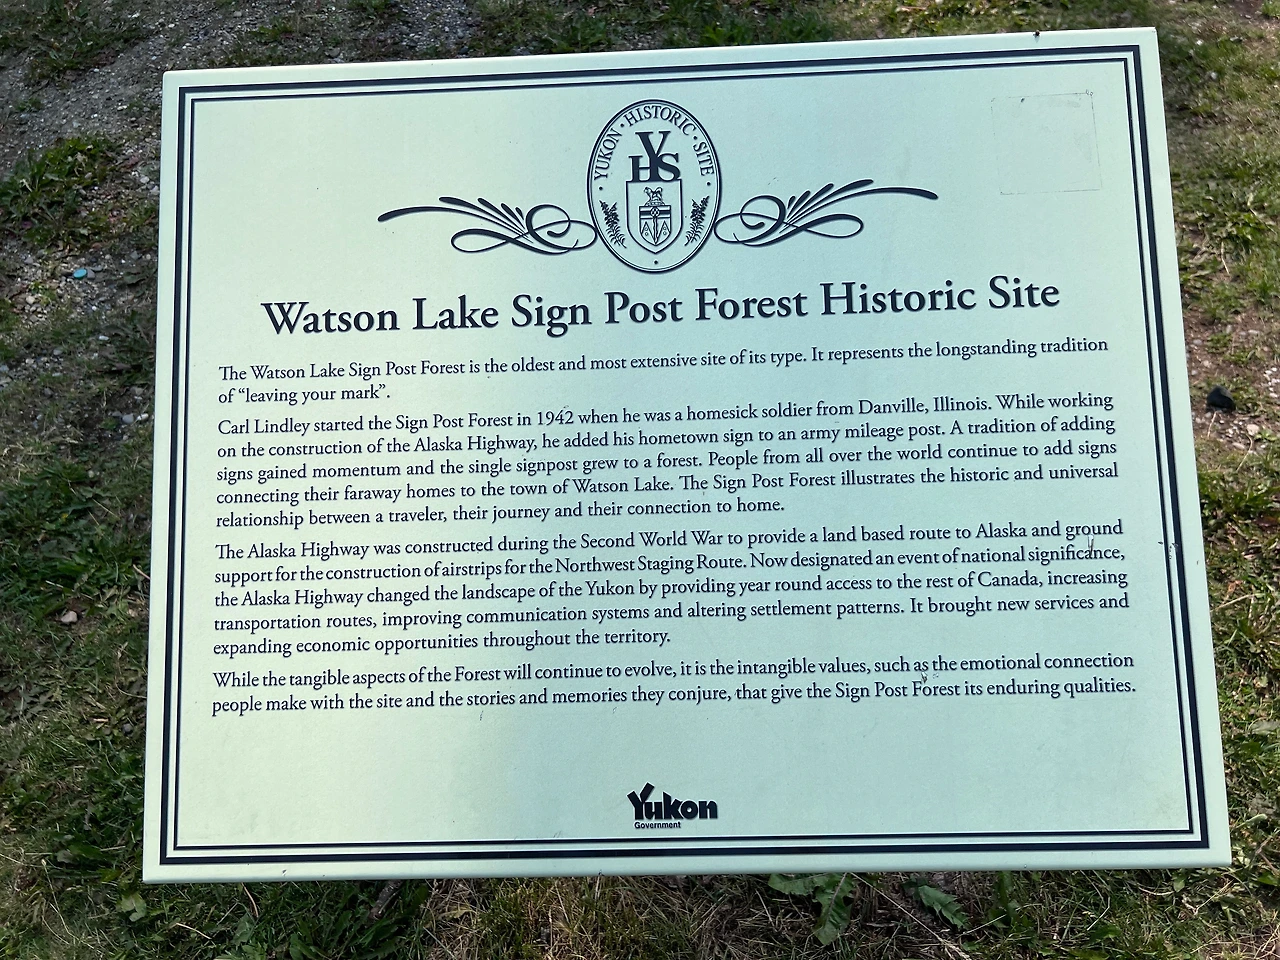 YUKON · HISTORIC · SITE
YHS
Watson Lake Sign Post Forest Historic Site
The Watson Lake Sign Post Forest is the oldest and most extensive site of its type. It represents the longstanding tradition
of “leaving your mark”.
Carl Lindley started the Sign Post Forest in 1942 when he was a homesick soldier from Danville, Illinois. While working
on the construction of the Alaska Highway, he added his hometown sign to an army mileage post. A tradition of adding
signs gained momentum and the single signpost grew to a forest. People from all over the world continue to add signs
connecting their faraway homes to the town of Watson Lake. The Sign Post Forest illustrates the historic and universal
relationship between a traveler, their journey and their connection to home.
The Alaska Highway was constructed during the Second World War to provide a land based route to Alaska and ground
support for the construction of airstrips for the Northwest Staging Route. Now designated an event of national significance,
the Alaska Highway changed the landscape of the Yukon by providing year round access to the rest of Canada, increasing
transportation routes, improving communication systems and altering settlement patterns. It brought new services and
expanding economic opportunities throughout the territory.
While the tangible aspects of the Forest will continue to evolve, it is the intangible values, such as the emotional connection
people make with the site and the stories and memories they conjure, that give the Sign Post Forest its enduring qualities.
Yukon
Government